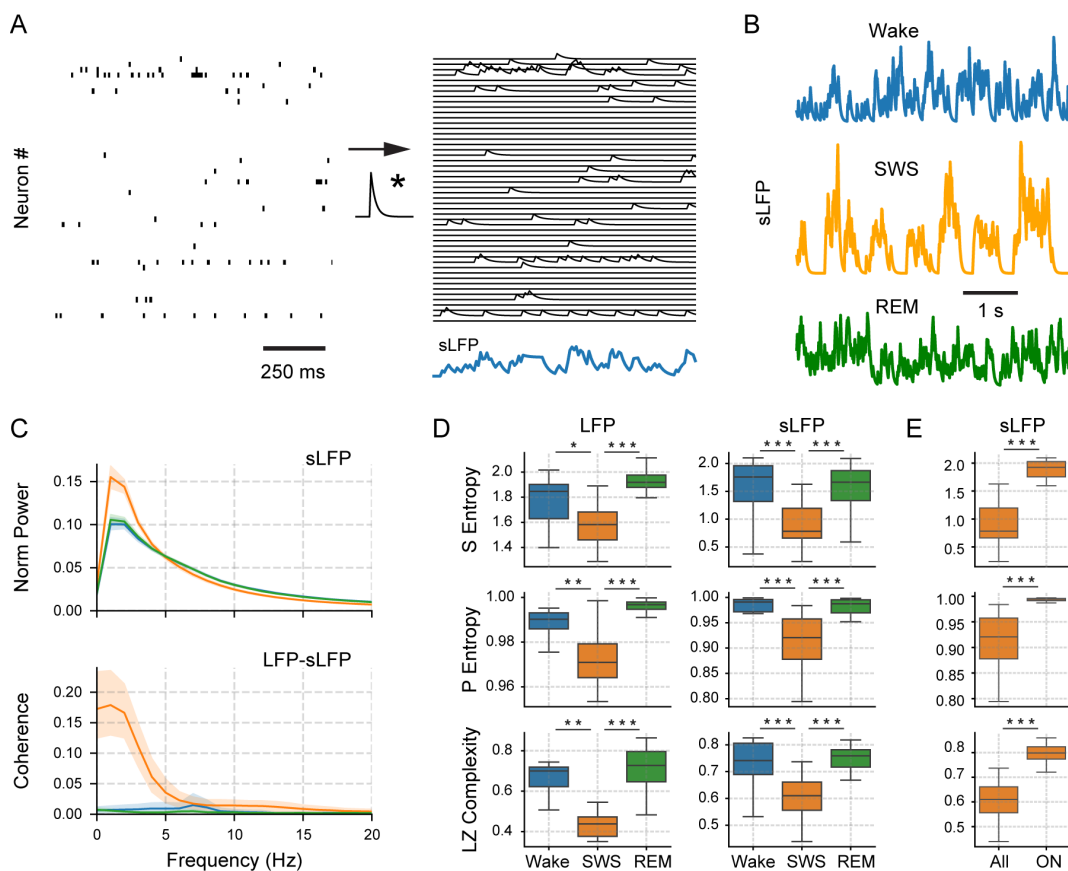 A
Neuron #
250 ms
*
sLFP
B
Wake
SWS
sLFP
1 s
REM
C
sLFP
Norm Power
0.15
0.10
0.05
0.00
LFP-sLFP
Coherence
0.20
0.15
0.10
0.05
0.00
0 5 10 15 20
Frequency (Hz)
D
LFP
sLFP
* * * *
* * * * * *
S Entropy
2.0
1.8
1.6
1.4
2.0
1.5
1.0
0.5
* * * * *
* * * * * *
P Entropy
0.98
0.96
1.00
0.95
0.90
0.85
0.80
* * * * *
* * * * * *
LZ Complexity
0.8
0.6
0.4
0.8
0.7
0.6
0.5
Wake SWS REM
Wake SWS REM
E
sLFP
* * *
2.0
1.5
1.0
0.5
* * *
1.00
0.95
0.90
0.85
0.80
* * *
0.8
0.7
0.6
0.5
All ON